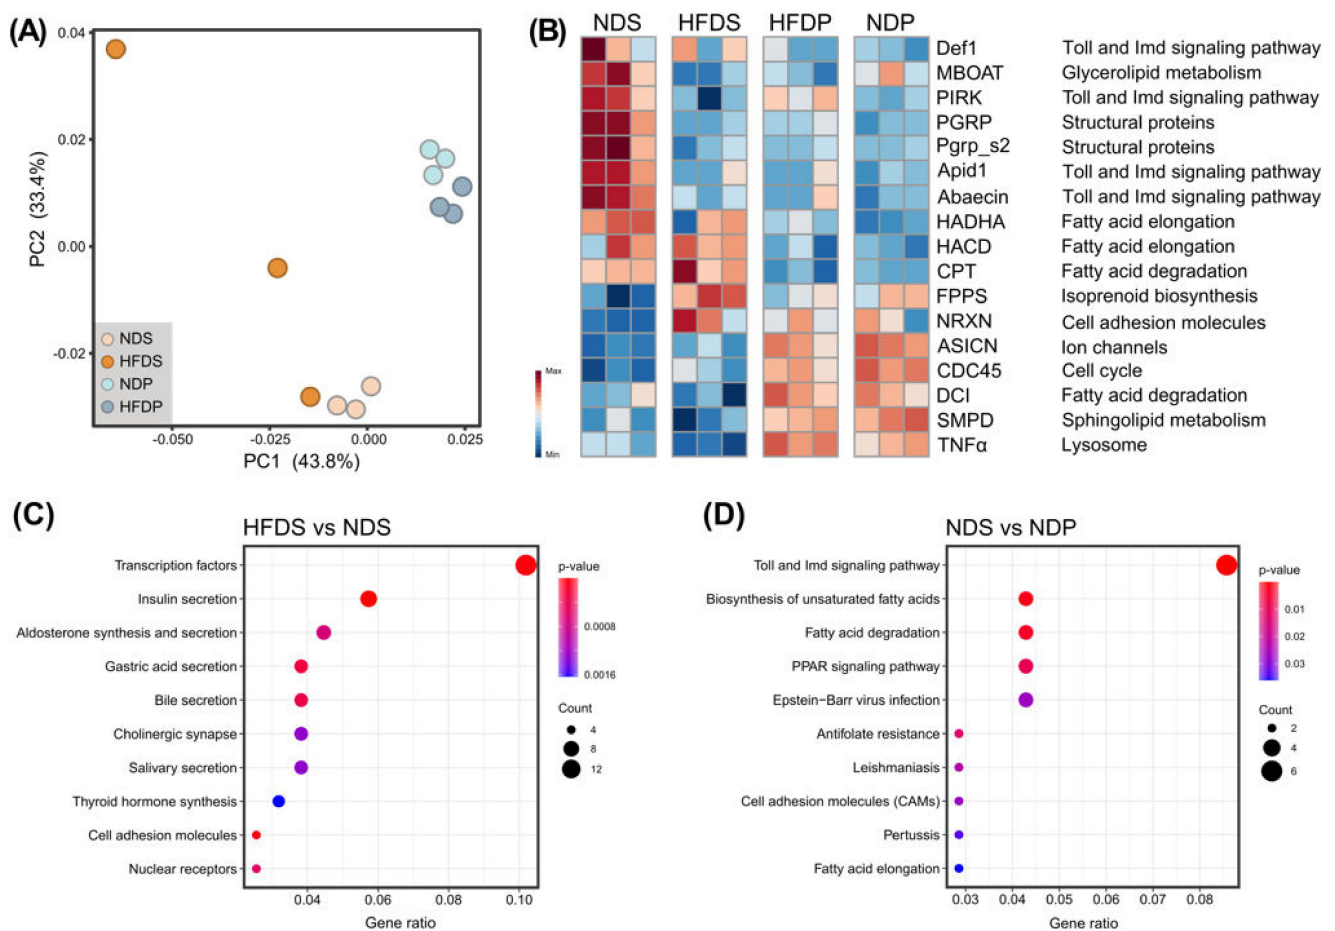 (A)
0.04
0.02
0.00
-0.02
PC2 (33.4%)
NDS
HFDS
NDP
HFDP
-0.050
-0.025
0.000
0.025
PC1 (43.8%)
(B)
NDS HFDS HFDP NDP
Def1 Toll and Imd signaling pathway
MBOAT Glycerolipid metabolism
PIRK Toll and Imd signaling pathway
PGRP Structural proteins
Pgrp_s2 Structural proteins
Apid1 Toll and Imd signaling pathway
Abaecin Toll and Imd signaling pathway
HADHA Fatty acid elongation
HACD Fatty acid elongation
CPT Fatty acid degradation
FPPS Isoprenoid biosynthesis
NRXN Cell adhesion molecules
ASICN Ion channels
CDC45 Cell cycle
DCI Fatty acid degradation
SMPD Sphingolipid metabolism
TNFα Lysosome
Max
Min
(C)
HFDS vs NDS
Transcription factors
Insulin secretion
Aldosterone synthesis and secretion
Gastric acid secretion
Bile secretion
Cholinergic synapse
Salivary secretion
Thyroid hormone synthesis
Cell adhesion molecules
Nuclear receptors
0.04 0.06 0.08 0.10
Gene ratio
p-value
0.0008
0.0016
Count
4
8
12
(D)
NDS vs NDP
Toll and Imd signaling pathway
Biosynthesis of unsaturated fatty acids
Fatty acid degradation
PPAR signaling pathway
Epstein−Barr virus infection
Antifolate resistance
Leishmaniasis
Cell adhesion molecules (CAMs)
Pertussis
Fatty acid elongation
0.03 0.04 0.05 0.06 0.07 0.08
Gene ratio
p-value
0.01
0.02
0.03
Count
2
4
6